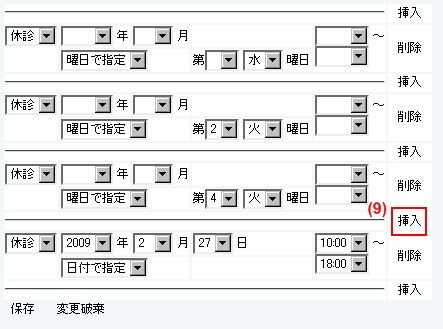 挿入
休診 年 月 ～
曜日で指定 第 水 曜日 削除
挿入
休診 年 月 ～
曜日で指定 第 2 火 曜日 削除
挿入
休診 年 月 ～
曜日で指定 第 4 火 曜日 削除
(9) 挿入
休診 2009 年 2 月 27 日 10:00 ～
日付で指定 18:00 削除
挿入
保存 変更破棄